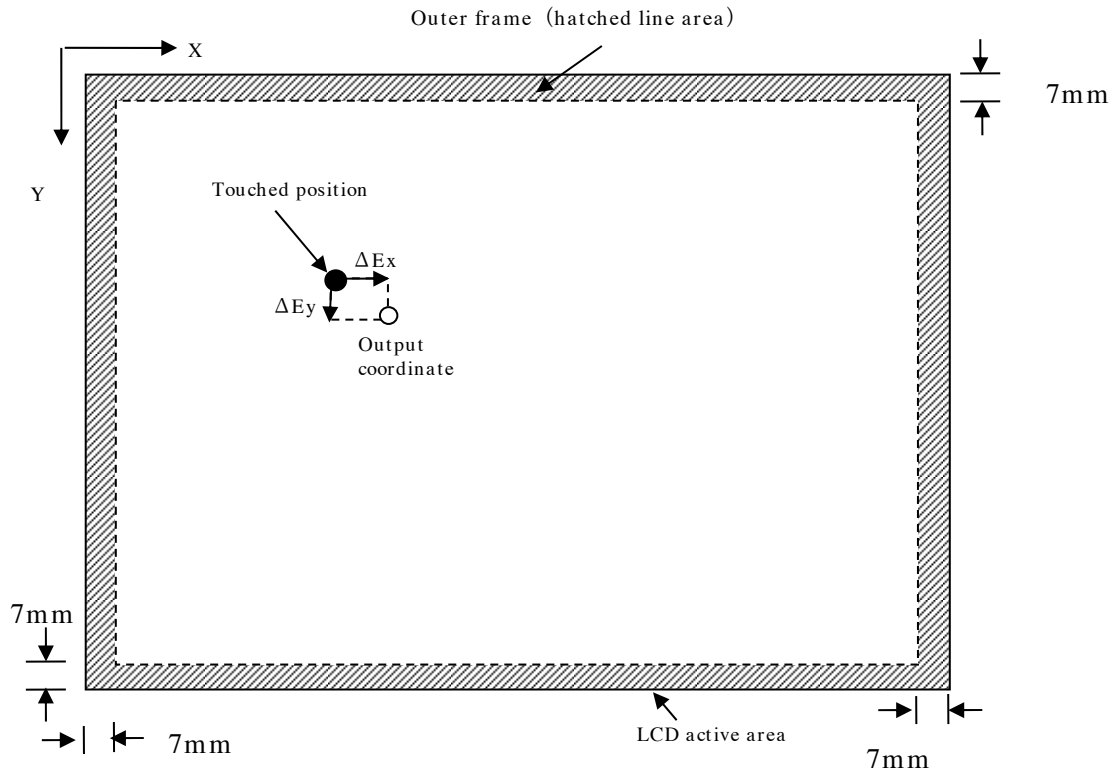 Outer frame (hatched line area)
X
7mm
Y
Touched position
ΔEx
ΔEy
Output
coordinate
7mm
LCD active area
7mm
7mm